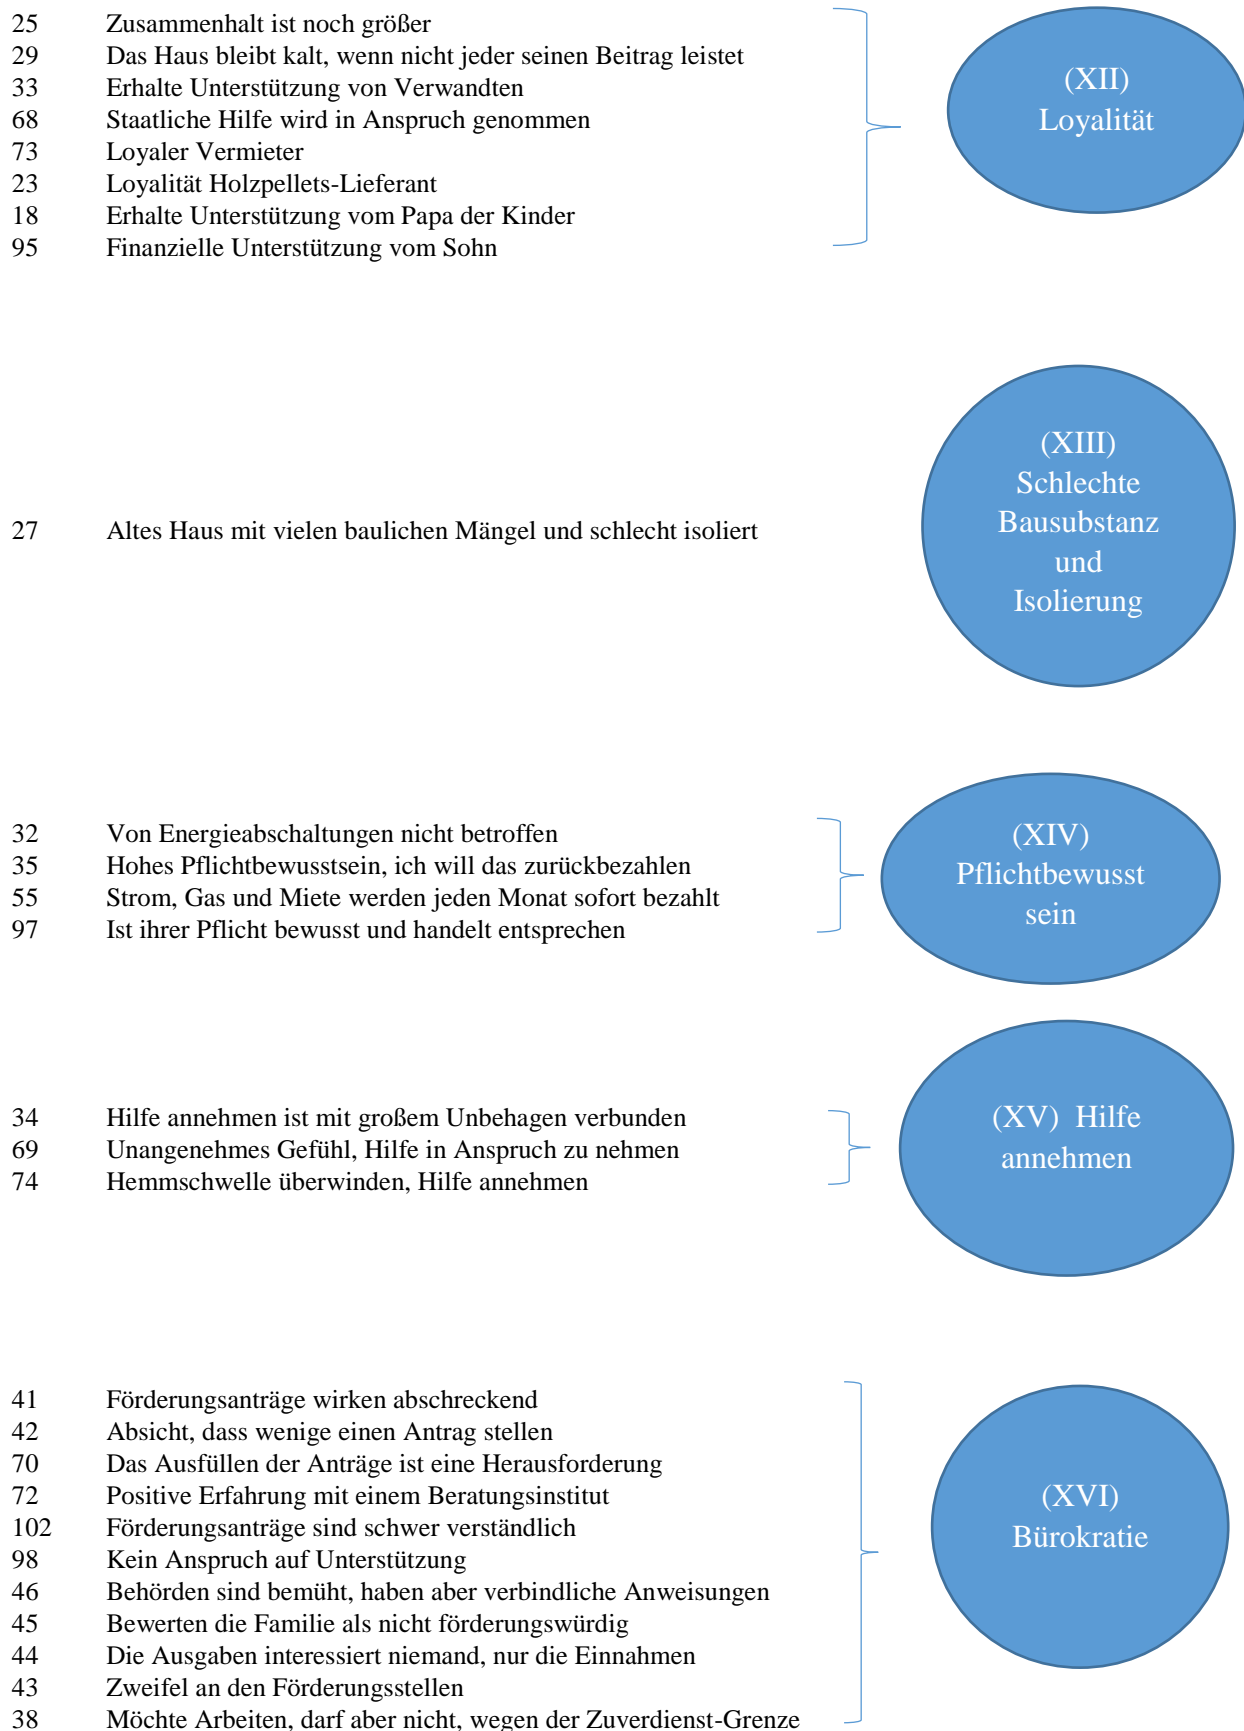 25 Zusammenhalt ist noch größer
29 Das Haus bleibt kalt, wenn nicht jeder seinen Beitrag leistet
33 Erhalte Unterstützung von Verwandten
68 Staatliche Hilfe wird in Anspruch genommen
73 Loyaler Vermieter
23 Loyalität Holzpellets-Lieferant
18 Erhalte Unterstützung vom Papa der Kinder
95 Finanzielle Unterstützung vom Sohn
(XII)
Loyalität
27 Altes Haus mit vielen baulichen Mängel und schlecht isoliert
(XIII)
Schlechte
Bausubstanz
und
Isolierung
32 Von Energieabschaltungen nicht betroffen
35 Hohes Pflichtbewusstsein, ich will das zurückbezahlen
55 Strom, Gas und Miete werden jeden Monat sofort bezahlt
97 Ist ihrer Pflicht bewusst und handelt entsprechen
(XIV)
Pflichtbewusst
sein
34 Hilfe annehmen ist mit großem Unbehagen verbunden
69 Unangenehmes Gefühl, Hilfe in Anspruch zu nehmen
74 Hemmschwelle überwinden, Hilfe annehmen
(XV) Hilfe
annehmen
41 Förderungsanträge wirken abschreckend
42 Absicht, dass wenige einen Antrag stellen
70 Das Ausfüllen der Anträge ist eine Herausforderung
72 Positive Erfahrung mit einem Beratungsinstitut
102 Förderungsanträge sind schwer verständlich
98 Kein Anspruch auf Unterstützung
46 Behörden sind bemüht, haben aber verbindliche Anweisungen
45 Bewerten die Familie als nicht förderungswürdig
44 Die Ausgaben interessiert niemand, nur die Einnahmen
43 Zweifel an den Förderungsstellen
38 Möchte Arbeiten, darf aber nicht, wegen der Zuverdienst-Grenze
(XVI)
Bürokratie